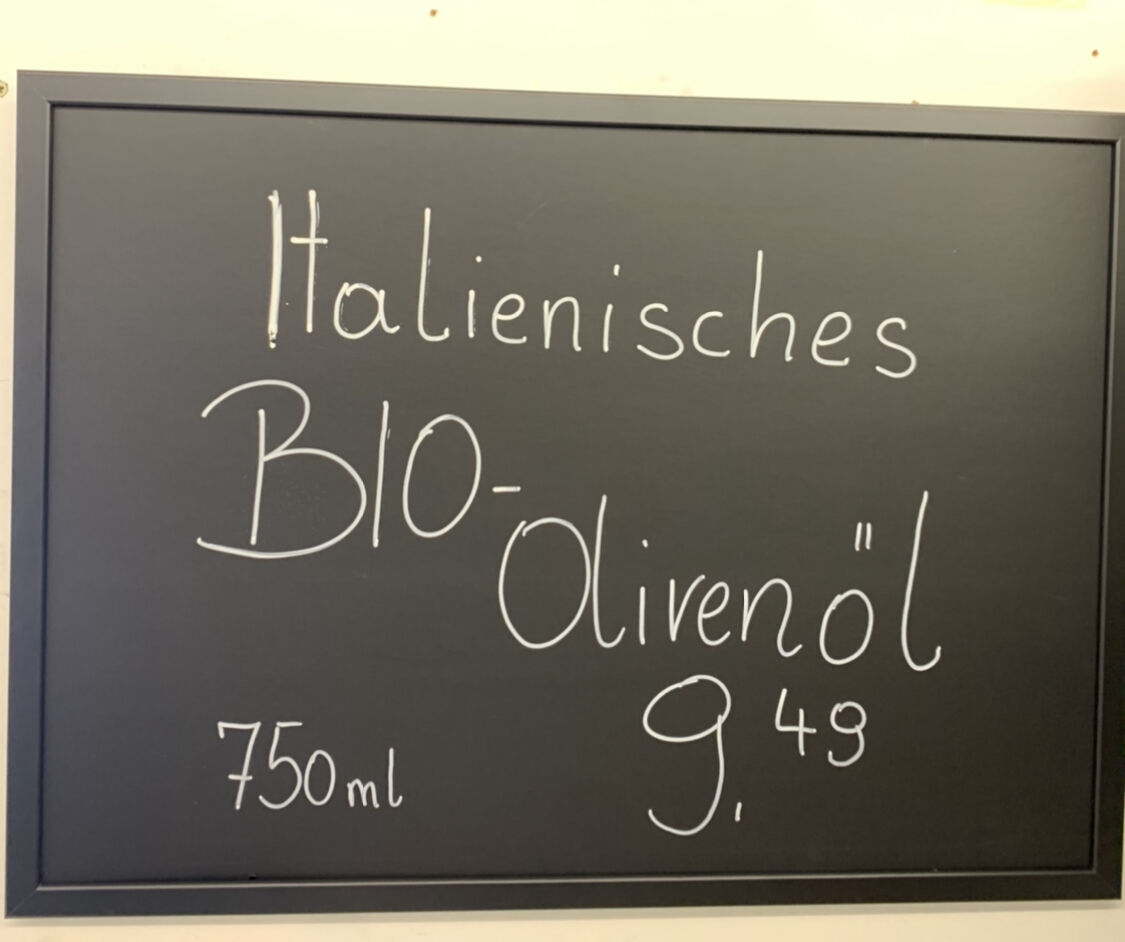 Italienisches
BIO-
Olivenöl
750ml 9,49